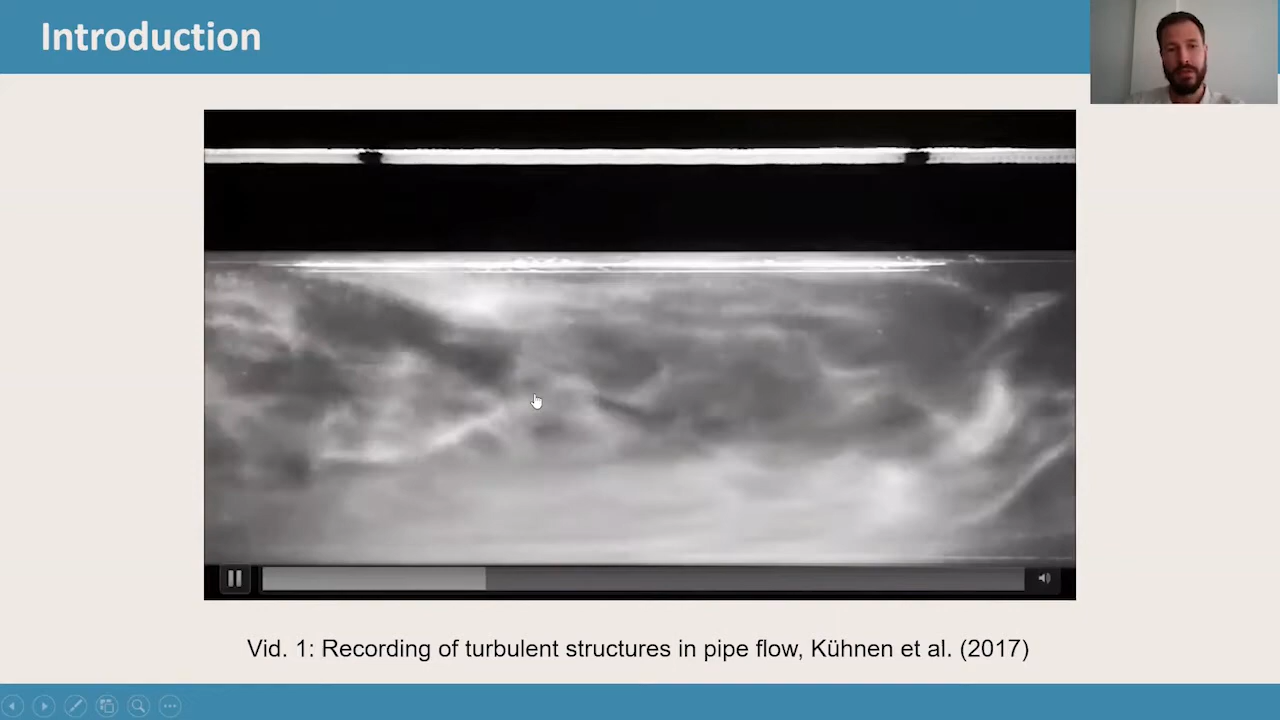 Introduction
Vid. 1: Recording of turbulent structures in pipe flow, Kühnen et al. (2017)